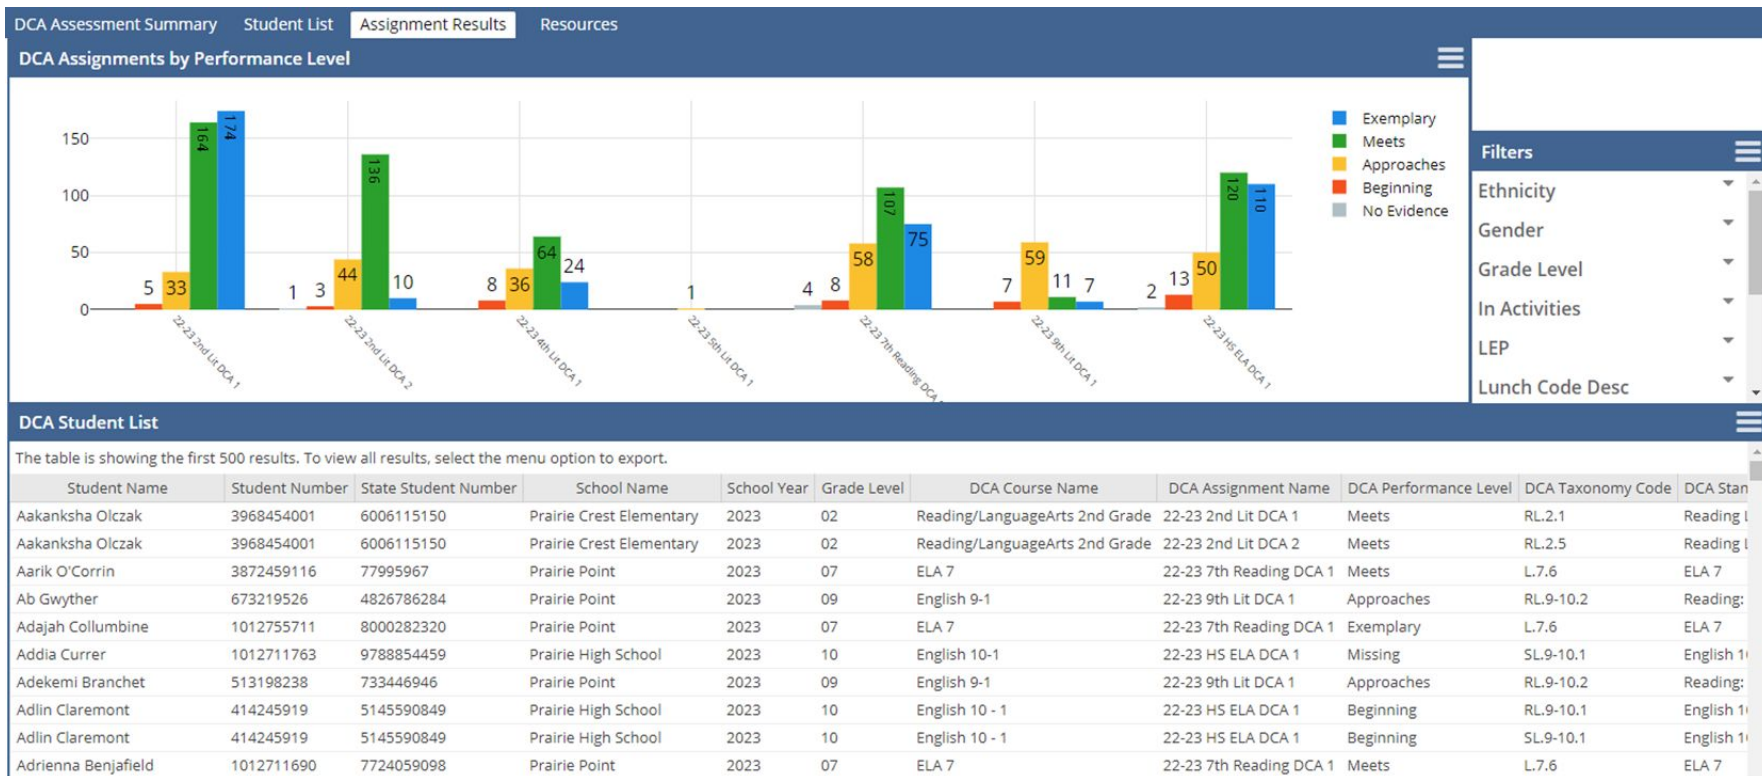 DCA Assessment Summary Student List Assignment Results Resources
DCA Assignments by Performance Level
150
100
50
0
5 33 164 174
1 3 44 136 10
8 36 64 24
1
4 8 58 107 75
7 59 11 7
2 13 50 120 110
22-23 2nd Lit DCA 1
22-23 2nd Lit DCA 2
22-23 4th Lit DCA 1
22-23 5th Lit DCA 1
22-23 7th Reading DCA
22-23 9th Lit DCA 1
22-23 HS ELA DCA 1
Exemplary
Meets
Approaches
Beginning
No Evidence
Filters
Ethnicity
Gender
Grade Level
In Activities
LEP
Lunch Code Desc
DCA Student List
The table is showing the first 500 results. To view all results, select the menu option to export.
Student Name Student Number State Student Number School Name School Year Grade Level DCA Course Name DCA Assignment Name DCA Performance Level DCA Taxonomy Code DCA Stan
Aakanksha Olczak 3968454001 6006115150 Prairie Crest Elementary 2023 02 Reading/LanguageArts 2nd Grade 22-23 2nd Lit DCA 1 Meets RL.2.1 Reading L
Aakanksha Olczak 3968454001 6006115150 Prairie Crest Elementary 2023 02 Reading/LanguageArts 2nd Grade 22-23 2nd Lit DCA 2 Meets RL.2.5 Reading L
Aarik O'Corrin 3872459116 77995967 Prairie Point 2023 07 ELA 7 22-23 7th Reading DCA 1 Meets L.7.6 ELA 7
Ab Gwyther 673219526 4826786284 Prairie Point 2023 09 English 9-1 22-23 9th Lit DCA 1 Approaches RL.9-10.2 Reading:
Adajah Collumbine 1012755711 8000282320 Prairie Point 2023 07 ELA 7 22-23 7th Reading DCA 1 Exemplary L.7.6 ELA 7
Addia Currer 1012711763 9788854459 Prairie High School 2023 10 English 10-1 22-23 HS ELA DCA 1 Missing SL.9-10.1 English 1
Adekemi Branchet 513198238 733446946 Prairie Point 2023 09 English 9-1 22-23 9th Lit DCA 1 Approaches RL.9-10.2 Reading:
Adlin Claremont 414245919 5145590849 Prairie High School 2023 10 English 10 - 1 22-23 HS ELA DCA 1 Beginning RL.9-10.1 English 1
Adlin Claremont 414245919 5145590849 Prairie High School 2023 10 English 10 - 1 22-23 HS ELA DCA 1 Beginning SL.9-10.1 English 1
Adrienna Benjafield 1012711690 7724059098 Prairie Point 2023 07 ELA 7 22-23 7th Reading DCA 1 Meets L.7.6 ELA 7